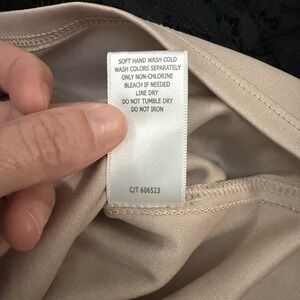 SOFT HAND WASH COLD
WASH COLORS SEPARATELY
ONLY NON-CHLORINE
BLEACH IF NEEDED
LINE DRY
DO NOT TUMBLE DRY
DO NOT IRON
C/T 606523